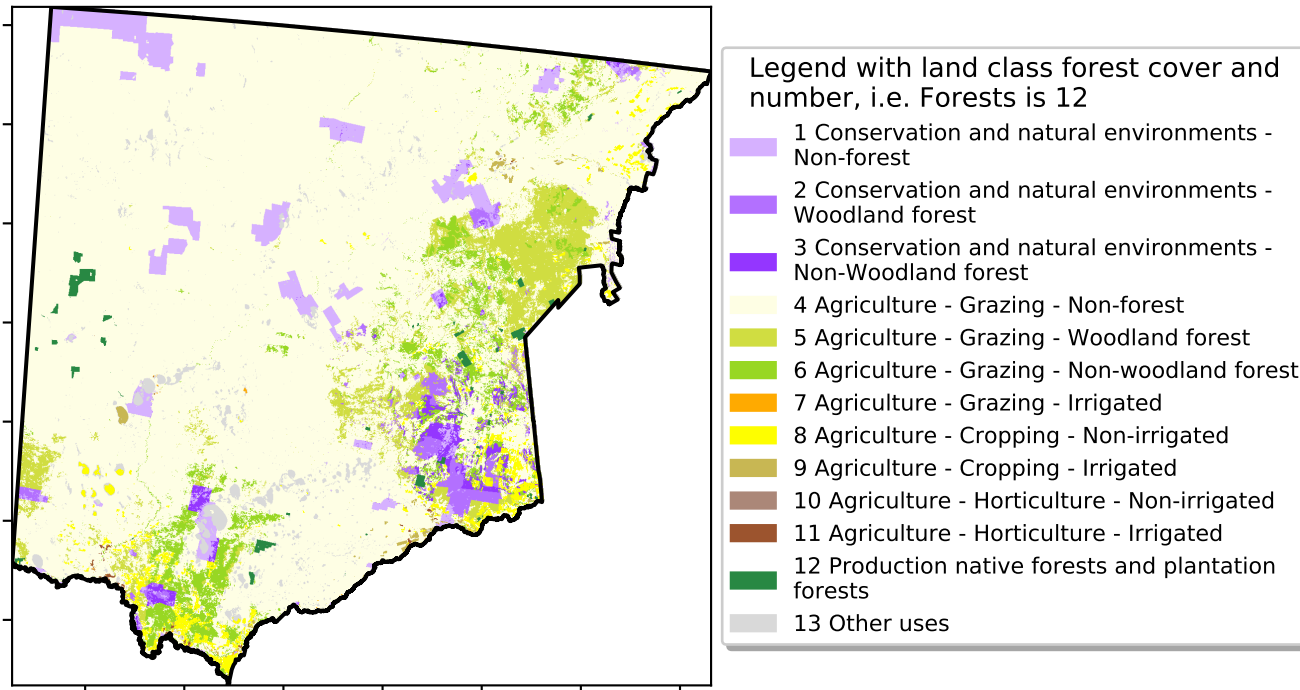 Legend with land class forest cover and
number, i.e. Forests is 12
1 Conservation and natural environments -
Non-forest
2 Conservation and natural environments -
Woodland forest
3 Conservation and natural environments -
Non-Woodland forest
4 Agriculture - Grazing - Non-forest
5 Agriculture - Grazing - Woodland forest
6 Agriculture - Grazing - Non-woodland forest
7 Agriculture - Grazing - Irrigated
8 Agriculture - Cropping - Non-irrigated
9 Agriculture - Cropping - Irrigated
10 Agriculture - Horticulture - Non-irrigated
11 Agriculture - Horticulture - Irrigated
12 Production native forests and plantation
forests
13 Other uses